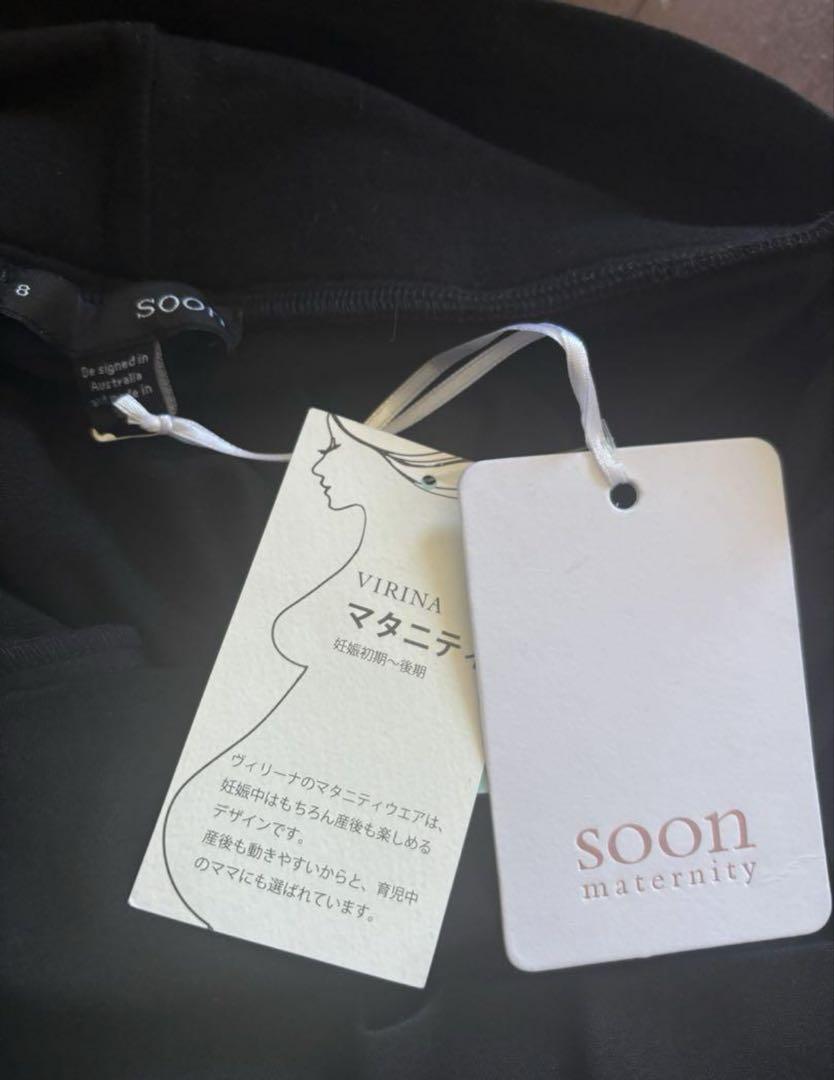 8
soon
Designed in
Australia
in
VIRINA
マタニティ
妊娠初期～後期
ヴィリーナのマタニティウエアは、
妊娠中はもちろん産後も楽しめる
デザインです。
産後も動きやすいからと、育児中
のママにも選ばれています。
soon
maternity